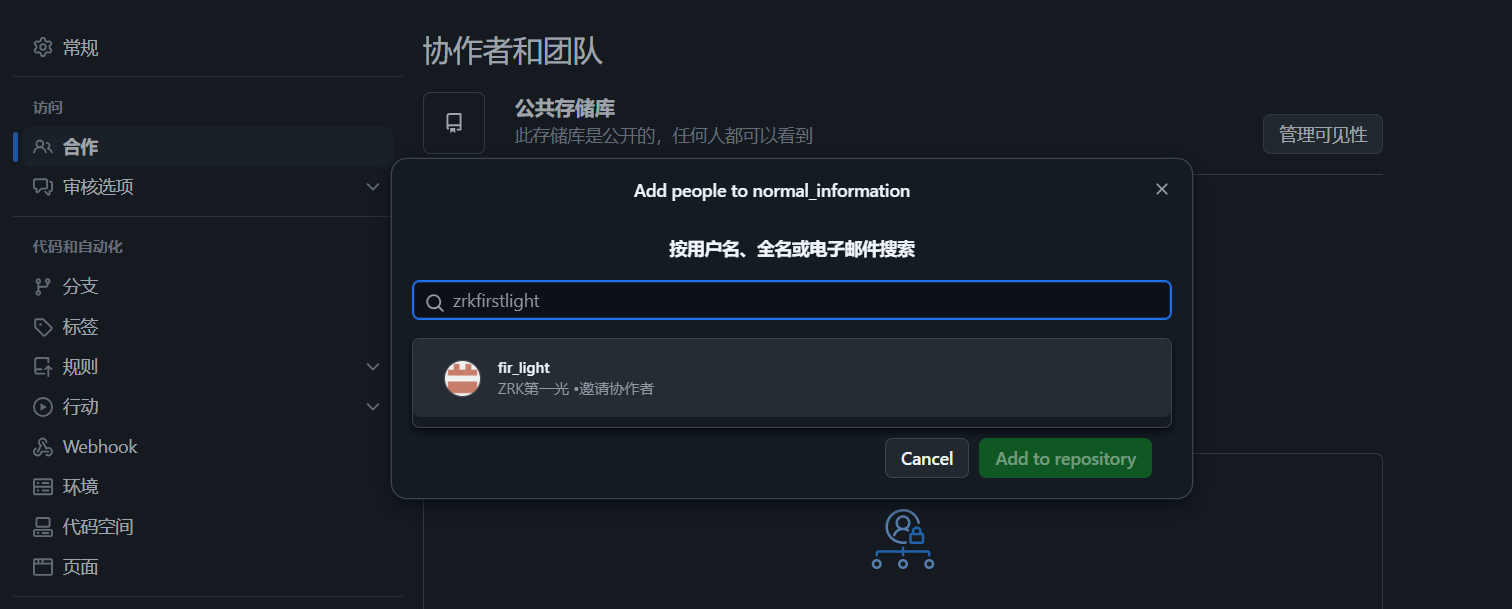 常规
访问
合作
审核选项
代码和自动化
分支
标签
规则
行动
Webhook
环境
代码空间
页面
协作者和团队
公共存储库
此存储库是公开的，任何人都可以看到
管理可见性
Add people to normal_information
按用户名、全名或电子邮件搜索
zrkfirstlight
fir_light
ZRK第一光 •邀请协作者
Cancel
Add to repository